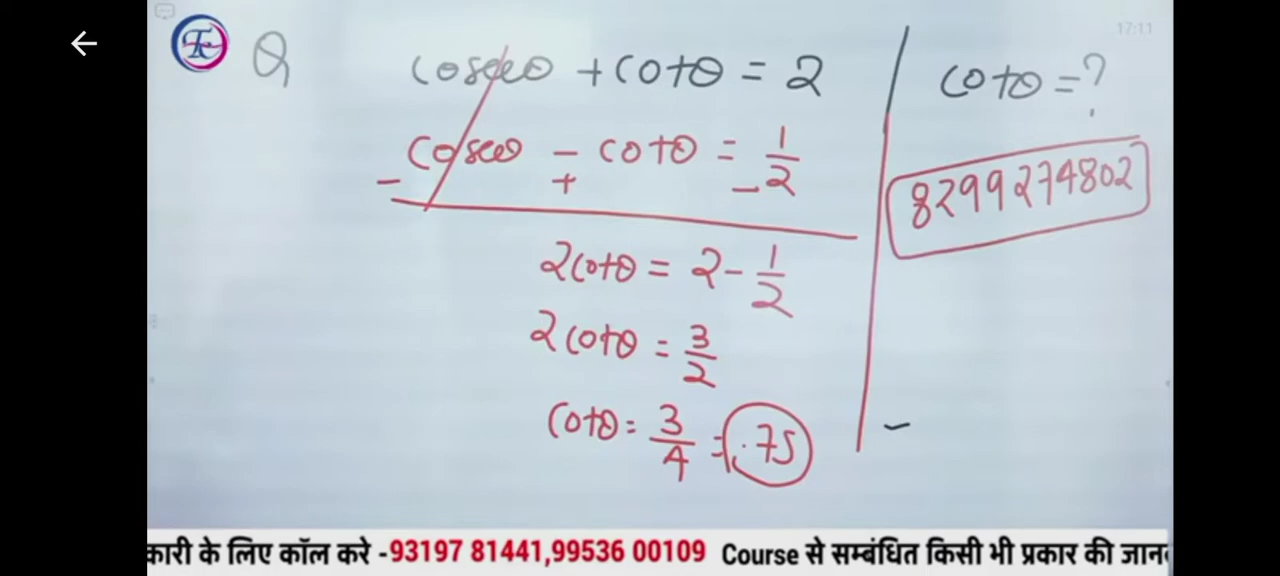 17:11
Q cosecθ + cotθ = 2 cotθ = ?
cosecθ - cotθ = 1/2
- + -
8299274802
2cotθ = 2 - 1/2
2cotθ = 3/2
cotθ = 3/4 = .75
कारी के लिए कॉल करे -93197 81441,99536 00109 Course से सम्बंधित किसी भी प्रकार की जान